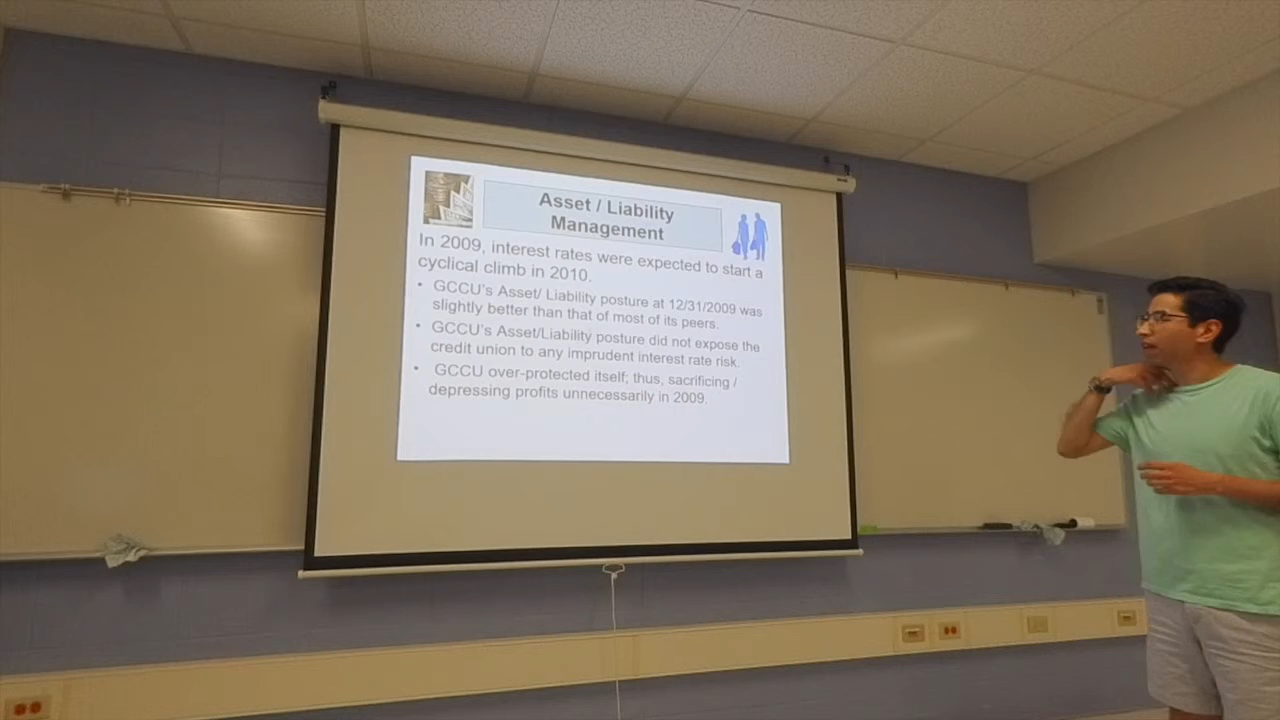 Asset / Liability
Management
In 2009, interest rates were expected to start a
cyclical climb in 2010.
• GCCU's Asset/ Liability posture at 12/31/2009 was
slightly better than that of most of its peers.
• GCCU's Asset/Liability posture did not expose the
credit union to any imprudent interest rate risk.
• GCCU over-protected itself; thus, sacrificing /
depressing profits unnecessarily in 2009.